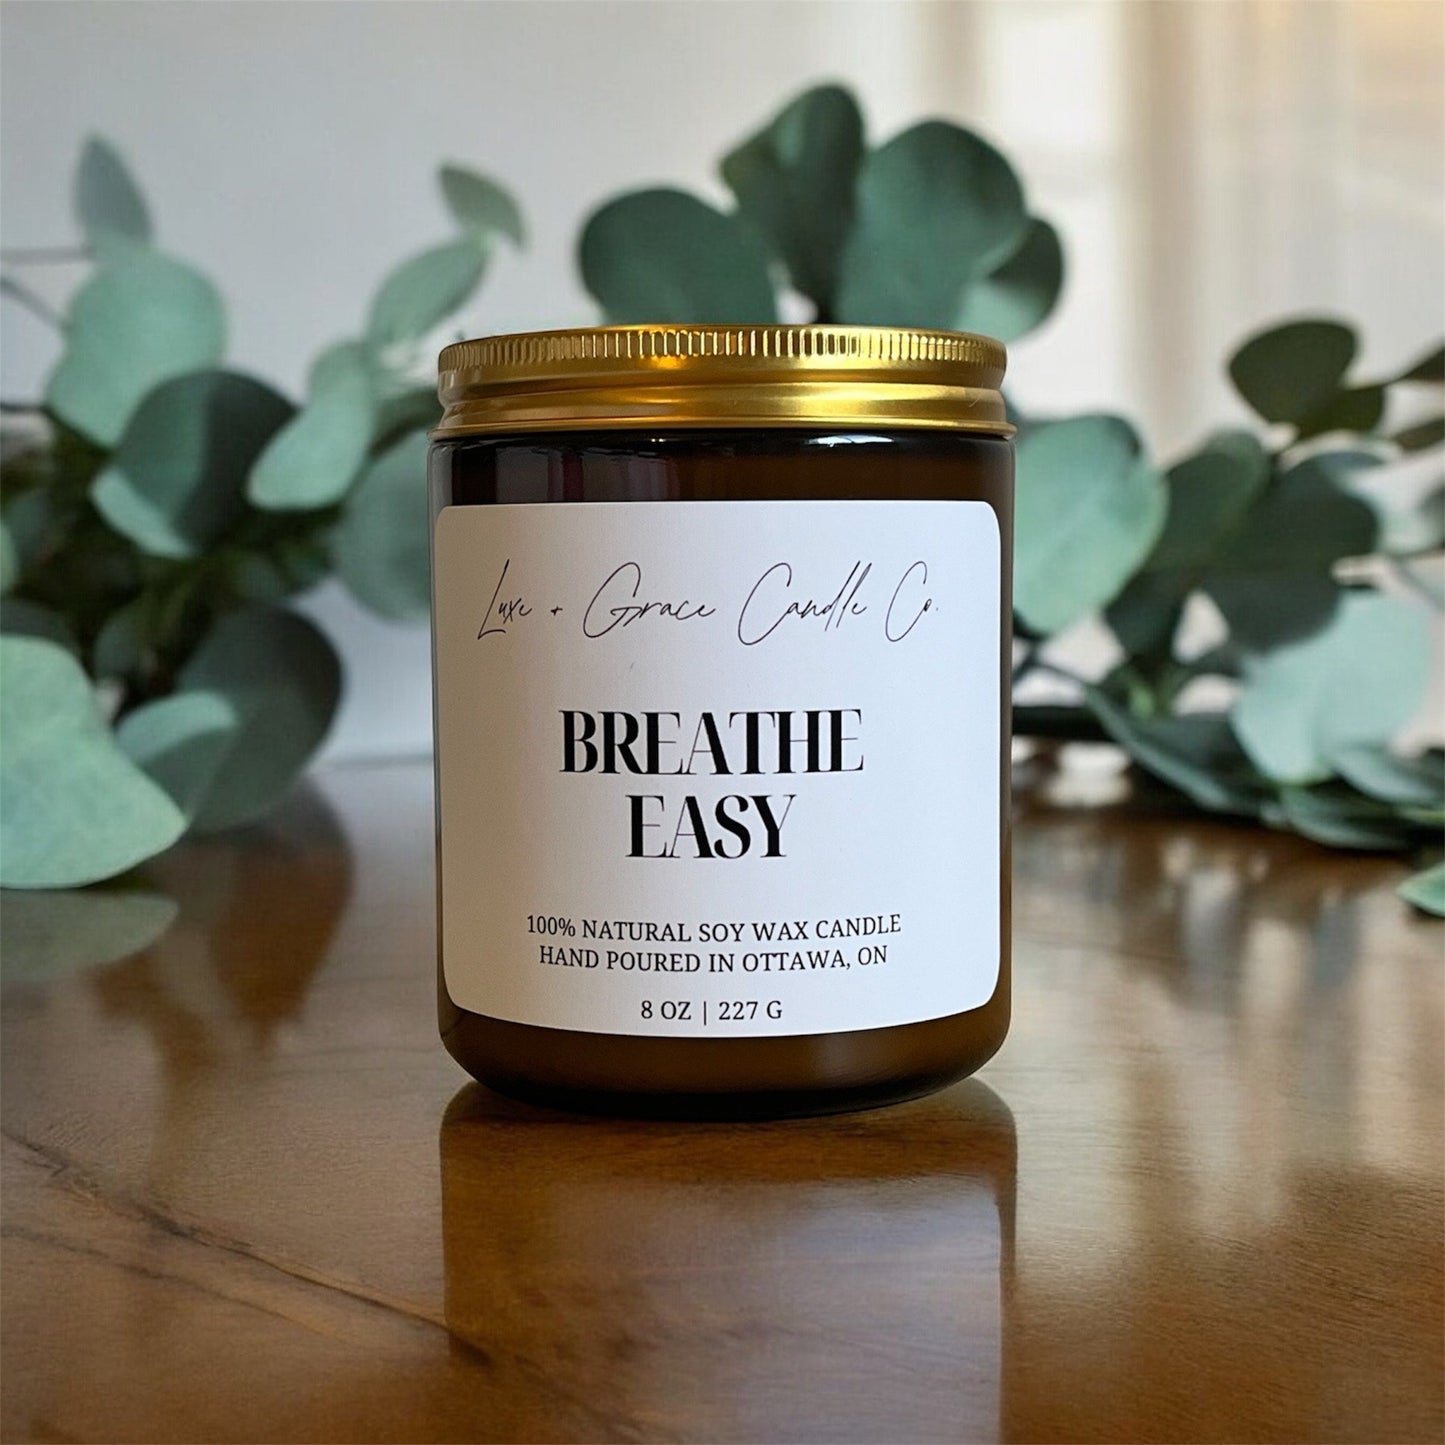 Luxe + Grace Candle Co.
BREATHE
EASY
100% NATURAL SOY WAX CANDLE
HAND POURED IN OTTAWA, ON
8 OZ | 227 G